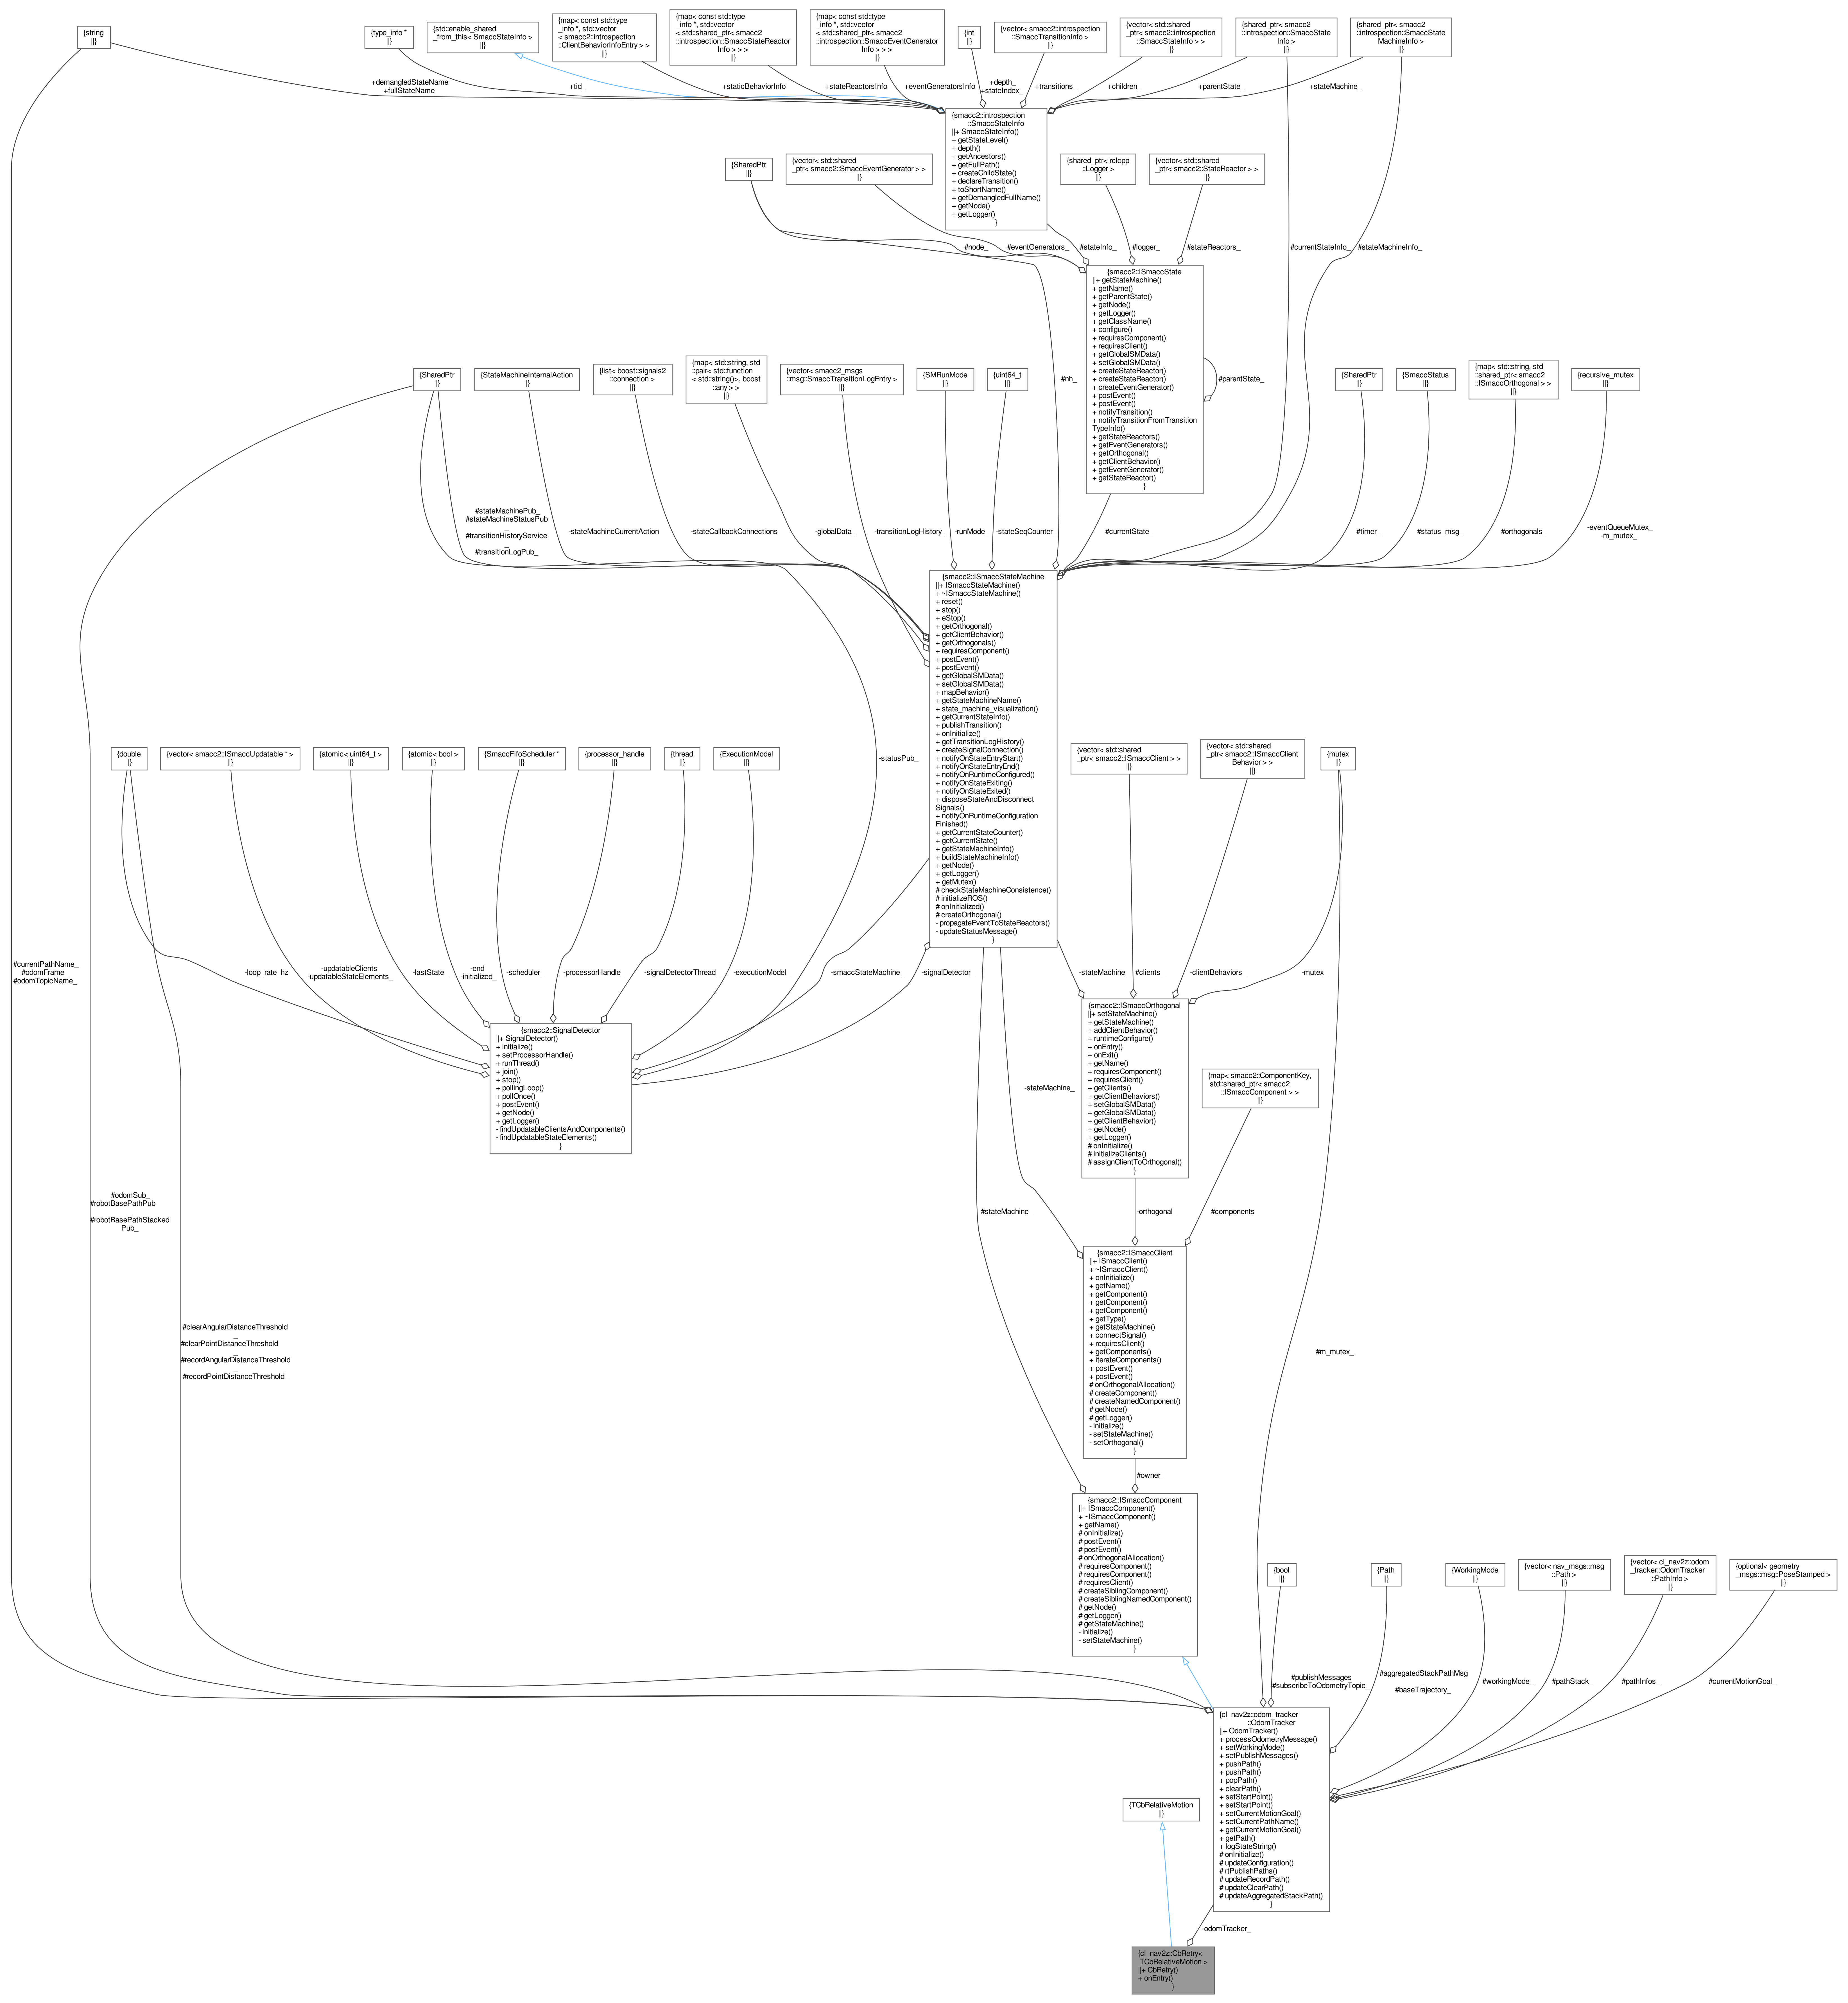 {string
||}
{type_info *
||}
{std::enable_shared
_from_this< SmaccStateInfo >
||}
{map< const std::type
_info *, std::vector
< smacc2::introspection
::ClientBehaviorInfoEntry > >
||}
{map< const std::type
_info *, std::vector
< std::shared_ptr< smacc2
::introspection::SmaccStateReactor
Info > > >
||}
{map< const std::type
_info *, std::vector
< std::shared_ptr< smacc2
::introspection::SmaccEventGenerator
Info > > >
||}
{int
||}
{vector< smacc2::introspection
::SmaccTransitionInfo >
||}
{vector< std::shared
_ptr< smacc2::introspection
::SmaccStateInfo > >
||}
{shared_ptr< smacc2
::introspection::SmaccState
Info >
||}
{shared_ptr< smacc2
::introspection::SmaccState
MachineInfo >
||}
+demangledStateName
+fullStateName
+tid_
+staticBehaviorInfo
+stateReactorsInfo
+eventGeneratorsInfo
+depth_
+stateIndex_
+transitions_
+children_
+parentState_
+stateMachine_
{smacc2::introspection
::SmaccStateInfo
||+ SmaccStateInfo()
+ getStateLevel()
+ depth()
+ getAncestors()
+ getFullPath()
+ createChildState()
+ declareTransition()
+ toShortName()
+ getDemangledFullName()
+ getNode()
+ getLogger()
}
{SharedPtr
||}
{vector< std::shared
_ptr< smacc2::SmaccEventGenerator > >
||}
{shared_ptr< rclcpp
::Logger >
||}
{vector< std::shared
_ptr< smacc2::StateReactor > >
||}
#node_
#eventGenerators_
#stateInfo_
#logger_
#stateReactors_
#currentStateInfo_
#stateMachineInfo_
{smacc2::ISmaccState
||+ getStateMachine()
+ getName()
+ getParentState()
+ getNode()
+ getLogger()
+ getClassName()
+ configure()
+ requiresComponent()
+ requiresClient()
+ getGlobalSMData()
+ setGlobalSMData()
+ createStateReactor()
+ createStateReactor()
+ createEventGenerator()
+ postEvent()
+ postEvent()
+ notifyTransition()
+ notifyTransitionFromTransition
TypeInfo()
+ getStateReactors()
+ getEventGenerators()
+ getOrthogonal()
+ getClientBehavior()
+ getEventGenerator()
+ getStateReactor()
}
#parentState_
#nh_
{SharedPtr
||}
{StateMachineInternalAction
||}
{list< boost::signals2
::connection >
||}
{map< std::string, std
::pair< std::function
< std::string()>, boost
::any > >
||}
{vector< smacc2_msgs
::msg::SmaccTransitionLogEntry >
||}
{SMRunMode
||}
{uint64_t
||}
{SharedPtr
||}
{SmaccStatus
||}
{map< std::string, std
::shared_ptr< smacc2
::ISmaccOrthogonal > >
||}
{recursive_mutex
||}
#stateMachinePub_
#stateMachineStatusPub
_
#transitionHistoryService
_
#transitionLogPub_
-stateMachineCurrentAction
-stateCallbackConnections
-globalData_
-transitionLogHistory_
-runMode_
-stateSeqCounter_
#currentState_
#timer_
#status_msg_
#orthogonals_
-eventQueueMutex_
-m_mutex_
{smacc2::ISmaccStateMachine
||+ ISmaccStateMachine()
+ ~ISmaccStateMachine()
+ reset()
+ stop()
+ eStop()
+ getOrthogonal()
+ getClientBehavior()
+ getOrthogonals()
+ requiresComponent()
+ postEvent()
+ postEvent()
+ getGlobalSMData()
+ setGlobalSMData()
+ mapBehavior()
+ getStateMachineName()
+ state_machine_visualization()
+ getCurrentStateInfo()
+ publishTransition()
+ onInitialize()
+ getTransitionLogHistory()
+ createSignalConnection()
+ notifyOnStateEntryStart()
+ notifyOnStateEntryEnd()
+ notifyOnRuntimeConfigured()
+ notifyOnStateExiting()
+ notifyOnStateExited()
+ disposeStateAndDisconnect
Signals()
+ notifyOnRuntimeConfiguration
Finished()
+ getCurrentStateCounter()
+ getCurrentState()
+ getStateMachineInfo()
+ buildStateMachineInfo()
+ getNode()
+ getLogger()
+ getMutex()
# checkStateMachineConsistence()
# initializeROS()
# onInitialized()
# createOrthogonal()
- propagateEventToStateReactors()
- updateStatusMessage()
}
-statusPub_
{double
||}
{vector< smacc2::ISmaccUpdatable * >
||}
{atomic< uint64_t >
||}
{atomic< bool >
||}
{SmaccFifoScheduler *
||}
{processor_handle
||}
{thread
||}
{ExecutionModel
||}
{vector< std::shared
_ptr< smacc2::ISmaccClient > >
||}
{vector< std::shared
_ptr< smacc2::ISmaccClient
Behavior > >
||}
{mutex
||}
#currentPathName_
#odomFrame_
#odomTopicName_
-loop_rate_hz
-updatableClients_
-updatableStateElements_
-lastState_
-end_
-initialized_
-scheduler_
-processorHandle_
-signalDetectorThread_
-executionModel_
-smaccStateMachine_
-signalDetector_
-stateMachine_
#clients_
-clientBehaviors_
-mutex_
{smacc2::SignalDetector
||+ SignalDetector()
+ initialize()
+ setProcessorHandle()
+ runThread()
+ join()
+ stop()
+ pollingLoop()
+ pollOnce()
+ postEvent()
+ getNode()
+ getLogger()
- findUpdatableClientsAndComponents()
- findUpdatableStateElements()
}
{smacc2::ISmaccOrthogonal
||+ setStateMachine()
+ getStateMachine()
+ addClientBehavior()
+ runtimeConfigure()
+ onEntry()
+ onExit()
+ getName()
+ requiresComponent()
+ requiresClient()
+ getClients()
+ getClientBehaviors()
+ setGlobalSMData()
+ getGlobalSMData()
+ getClientBehavior()
+ getNode()
+ getLogger()
# onInitialize()
# initializeClients()
# assignClientToOrthogonal()
}
-stateMachine_
{map< smacc2::ComponentKey,
std::shared_ptr< smacc2
::ISmaccComponent > >
||}
#odomSub_
#robotBasePathPub
_
#robotBasePathStacked
Pub_
#stateMachine_
-orthogonal_
#components_
{smacc2::ISmaccClient
||+ ISmaccClient()
+ ~ISmaccClient()
+ onInitialize()
+ getName()
+ getComponent()
+ getComponent()
+ getComponent()
+ getType()
+ getStateMachine()
+ connectSignal()
+ requiresClient()
+ getComponents()
+ iterateComponents()
+ postEvent()
+ postEvent()
# onOrthogonalAllocation()
# createComponent()
# createNamedComponent()
# getNode()
# getLogger()
- initialize()
- setStateMachine()
- setOrthogonal()
}
#clearAngularDistanceThreshold
_
#clearPointDistanceThreshold
_
#recordAngularDistanceThreshold
_
#recordPointDistanceThreshold_
#m_mutex_
#owner_
{smacc2::ISmaccComponent
||+ ISmaccComponent()
+ ~ISmaccComponent()
+ getName()
# onInitialize()
# postEvent()
# postEvent()
# onOrthogonalAllocation()
# requiresComponent()
# requiresComponent()
# requiresClient()
# createSiblingComponent()
# createSiblingNamedComponent()
# getNode()
# getLogger()
# getStateMachine()
- initialize()
- setStateMachine()
}
{bool
||}
{Path
||}
{WorkingMode
||}
{vector< nav_msgs::msg
::Path >
||}
{vector< cl_nav2z::odom
_tracker::OdomTracker
::PathInfo >
||}
{optional< geometry
_msgs::msg::PoseStamped >
||}
#publishMessages
#subscribeToOdometryTopic_
#aggregatedStackPathMsg
_
#baseTrajectory_
#workingMode_
#pathStack_
#pathInfos_
#currentMotionGoal_
{cl_nav2z::odom_tracker
::OdomTracker
||+ OdomTracker()
+ processOdometryMessage()
+ setWorkingMode()
+ setPublishMessages()
+ pushPath()
+ pushPath()
+ popPath()
+ clearPath()
+ setStartPoint()
+ setStartPoint()
+ setCurrentMotionGoal()
+ setCurrentPathName()
+ getCurrentMotionGoal()
+ getPath()
+ logStateString()
# onInitialize()
# updateConfiguration()
# rtPublishPaths()
# updateRecordPath()
# updateClearPath()
# updateAggregatedStackPath()
}
{TCbRelativeMotion
||}
-odomTracker_
{cl_nav2z::CbRetry<
TCbRelativeMotion >
||+ CbRetry()
+ onEntry()
}